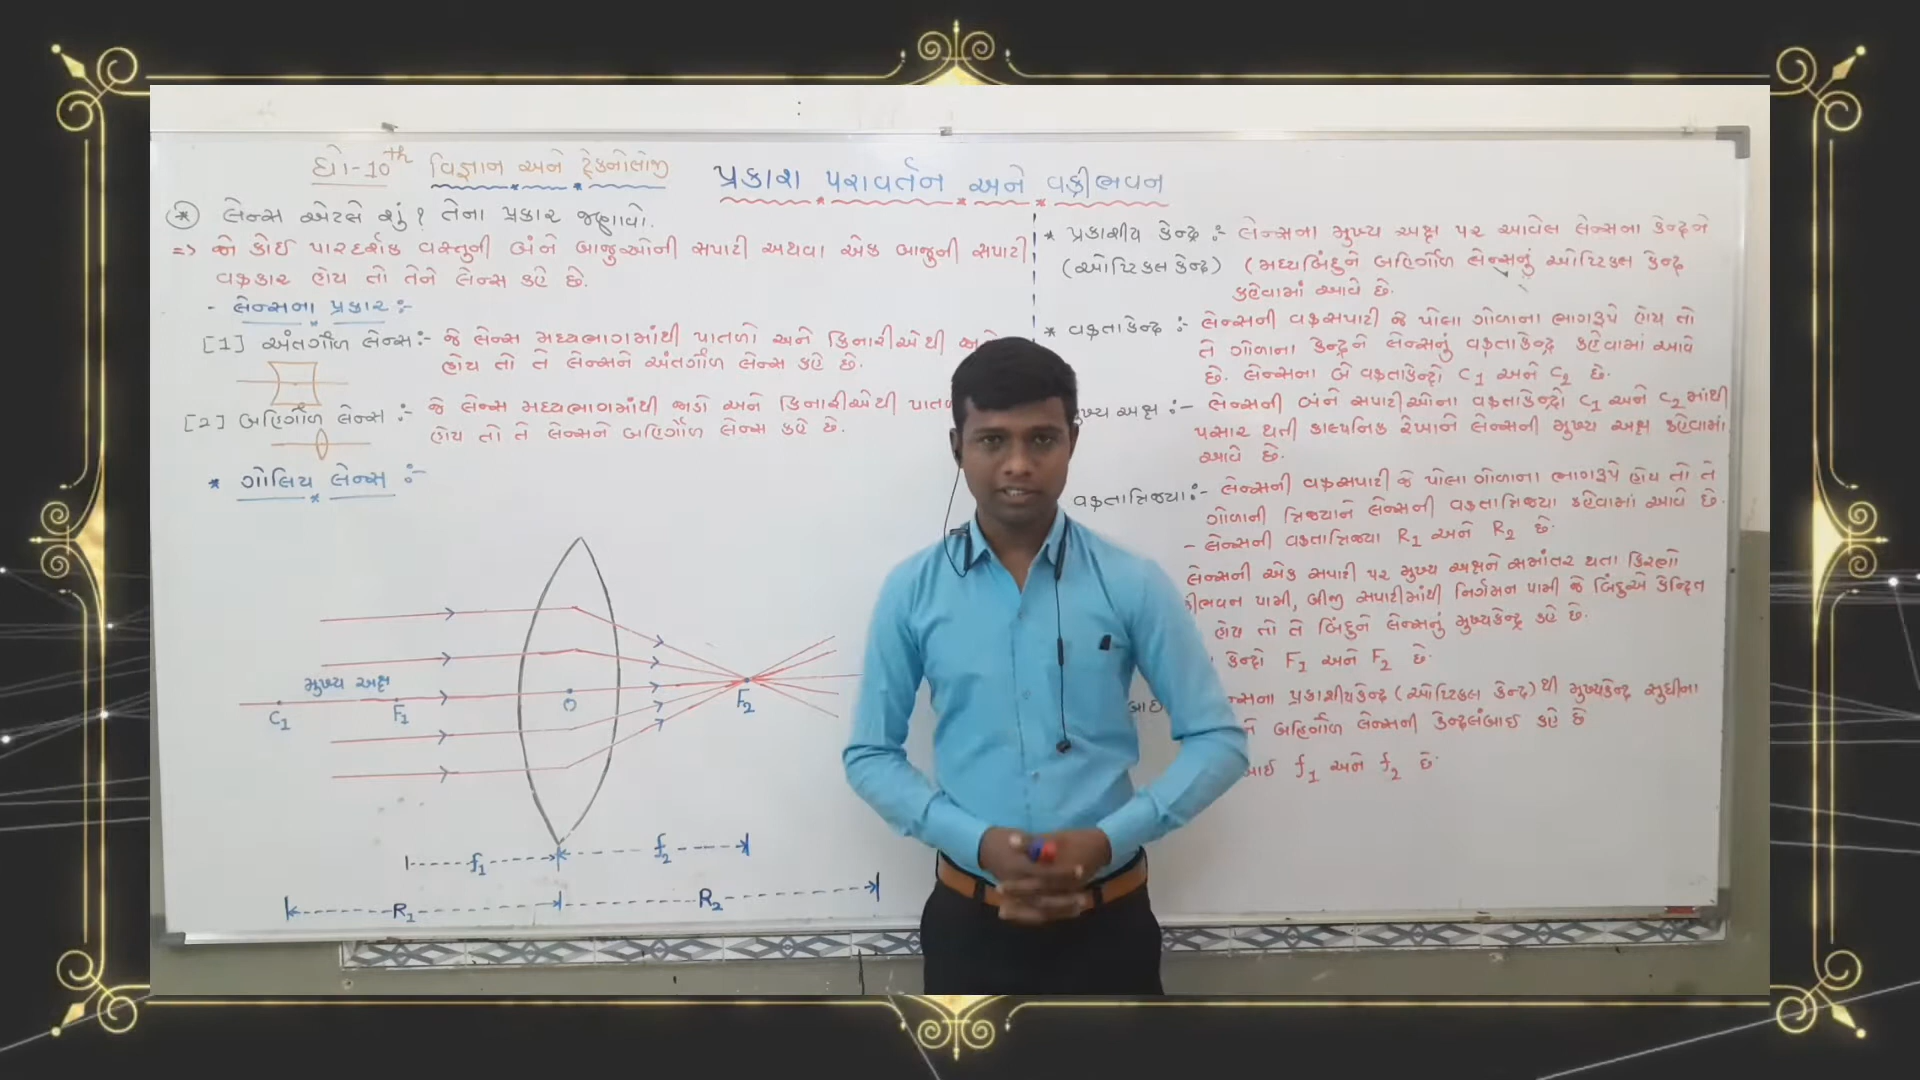 ધો-10th વિજ્ઞાન અને ટેકનોલોજી
પ્રકાશ પરાવર્તન અને વક્રીભવન
* લેન્સ એટલે શું? તેના પ્રકાર જણાવો.
=> જે કોઈ પારદર્શક વસ્તુની બંને બાજુઓની સપાટી અથવા એક બાજુની સપાટી
વક્રાકાર હોય તો તેને લેન્સ કહે છે.
- લેન્સના પ્રકાર :-
[1] અંતર્ગોળ લેન્સ :- જે લેન્સ મધ્યભાગમાંથી પાતળો અને કિનારીએથી
હોય તો તે લેન્સને અંતર્ગોળ લેન્સ કહે છે.
[2] બહિર્ગોળ લેન્સ :- જે લેન્સ મધ્યભાગમાંથી જાડો અને કિનારીએથી પાત
હોય તો તે લેન્સને બહિર્ગોળ લેન્સ કહે છે.
* ગોલિય લેન્સ :-
મુખ્ય અક્ષ
C1 F1 O F2
f1 f2
R1 R2
* પ્રકાશીય કેન્દ્ર :- લેન્સના મુખ્ય અક્ષ પર આવેલ લેન્સના કેન્દ્રને
(ઓપ્ટિકલ કેન્દ્ર) (મધ્યબિંદુને બહિર્ગોળ લેન્સનું ઓપ્ટિકલ કેન્દ્ર
કહેવામાં આવે છે.
* વક્રતાકેન્દ્ર :- લેન્સની વક્રસપાટી જે પોલા ગોળાના ભાગરૂપે હોય તો
તે ગોળાના કેન્દ્રને લેન્સનું વક્રતાકેન્દ્ર કહેવામાં આવે
છે. લેન્સના બે વક્રતાકેન્દ્રો C1 અને C2 છે.
ુખ્ય અક્ષ :- લેન્સની બંને સપાટીઓના વક્રતાકેન્દ્રો C1 અને C2 માંથી
પસાર થતી કાલ્પનિક રેખાને લેન્સની મુખ્ય અક્ષ કહેવામાં
આવે છે.
વક્રતાત્રિજ્યા :- લેન્સની વક્રસપાટી જે પોલા ગોળાના ભાગરૂપે હોય તો તે
ગોળાની ત્રિજ્યાને લેન્સની વક્રતાત્રિજ્યા કહેવામાં આવે છે.
- લેન્સની વક્રતાત્રિજ્યા R1 અને R2 છે.
લેન્સની એક સપાટી પર મુખ્ય અક્ષને સમાંતર થતા કિરણો
ીભવન પામી, બીજી સપાટીમાંથી નિર્ગમન પામી જે બિંદુએ કેન્દ્રિત
હોય તો તે બિંદુને લેન્સનું મુખ્યકેન્દ્ર કહે છે.
કેન્દ્રો F1 અને F2 છે.
ન્સના પ્રકાશીયકેન્દ્ર (ઓપ્ટિકલ કેન્દ્ર) થી મુખ્યકેન્દ્ર સુધીના
ને બહિર્ગોળ લેન્સની કેન્દ્રલંબાઈ કહે છે
બાઈ f1 અને f2 છે.